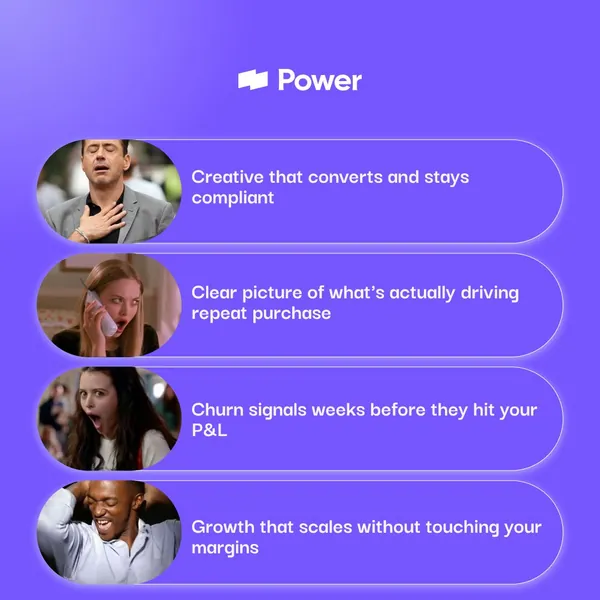 Power
Creative that converts and stays
compliant
Clear picture of what's actually driving
repeat purchase
Churn signals weeks before they hit your
P&L
Growth that scales without touching your
margins